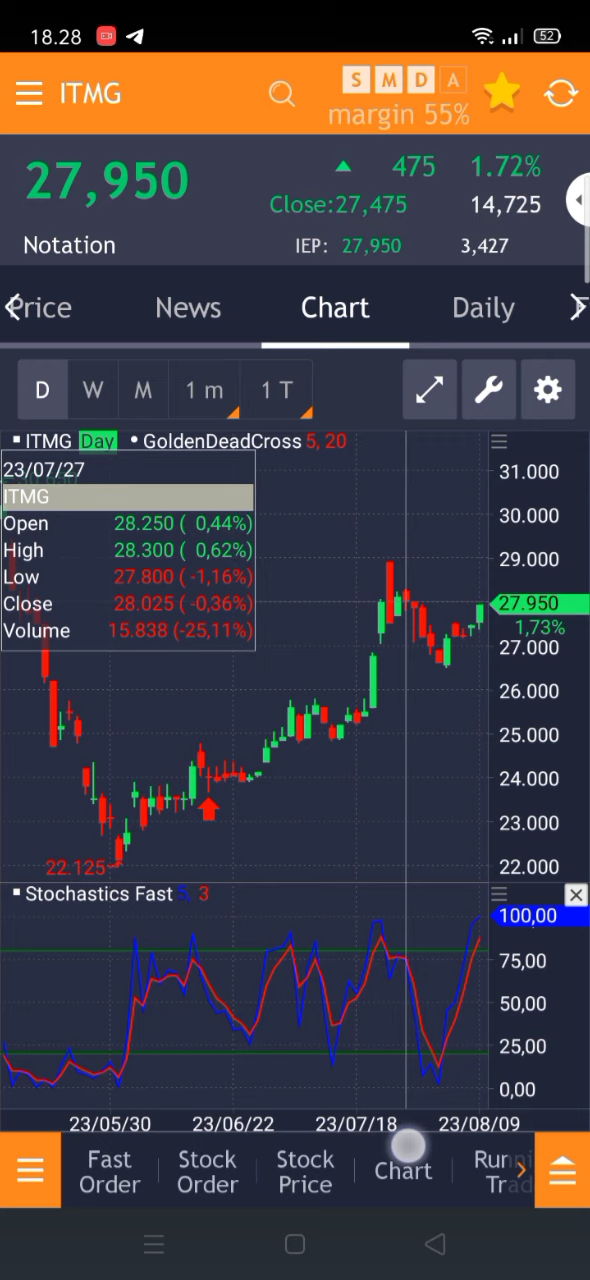 18.28
52
ITMG
S M D A
margin 55%
27,950
475 1.72%
Close:27,475 14,725
Notation IEP: 27,950 3,427
Price News Chart Daily
D W M 1 m 1 T
ITMG Day GoldenDeadCross 5, 20
23/07/27
ITMG
Open 28.250 ( 0,44%)
High 28.300 ( 0,62%)
Low 27.800 ( -1,16%)
Close 28.025 ( -0,36%)
Volume 15.838 (-25,11%)
31.000
30.000
29.000
27.950
1,73%
27.000
26.000
25.000
24.000
23.000
22.000
22.125
Stochastics Fast 5, 3
100,00
75,00
50,00
25,00
0,00
23/05/30 23/06/22 23/07/18 23/08/09
Fast Order
Stock Order
Stock Price
Chart